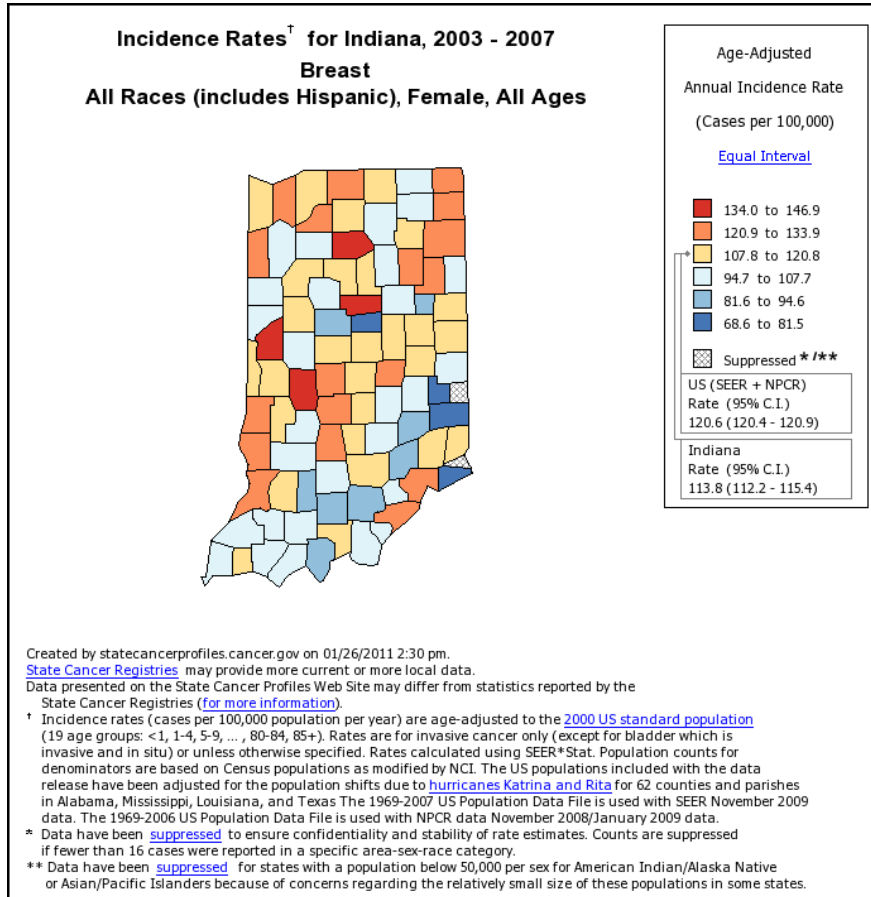 Incidence Rates† for Indiana, 2003 - 2007
Breast
All Races (includes Hispanic), Female, All Ages
Age-Adjusted
Annual Incidence Rate
(Cases per 100,000)
Equal Interval
134.0 to 146.9
120.9 to 133.9
107.8 to 120.8
94.7 to 107.7
81.6 to 94.6
68.6 to 81.5
Suppressed */**
US (SEER + NPCR)
Rate (95% C.I.)
120.6 (120.4 - 120.9)
Indiana
Rate (95% C.I.)
113.8 (112.2 - 115.4)
Created by statecancerprofiles.cancer.gov on 01/26/2011 2:30 pm.
State Cancer Registries may provide more current or more local data.
Data presented on the State Cancer Profiles Web Site may differ from statistics reported by the
State Cancer Registries (for more information).
† Incidence rates (cases per 100,000 population per year) are age-adjusted to the 2000 US standard population
(19 age groups: <1, 1-4, 5-9, ... , 80-84, 85+). Rates are for invasive cancer only (except for bladder which is
invasive and in situ) or unless otherwise specified. Rates calculated using SEER*Stat. Population counts for
denominators are based on Census populations as modified by NCI. The US populations included with the data
release have been adjusted for the population shifts due to hurricanes Katrina and Rita for 62 counties and parishes
in Alabama, Mississippi, Louisiana, and Texas The 1969-2007 US Population Data File is used with SEER November 2009
data. The 1969-2006 US Population Data File is used with NPCR data November 2008/January 2009 data.
* Data have been suppressed to ensure confidentiality and stability of rate estimates. Counts are suppressed
if fewer than 16 cases were reported in a specific area-sex-race category.
** Data have been suppressed for states with a population below 50,000 per sex for American Indian/Alaska Native
or Asian/Pacific Islanders because of concerns regarding the relatively small size of these populations in some states.